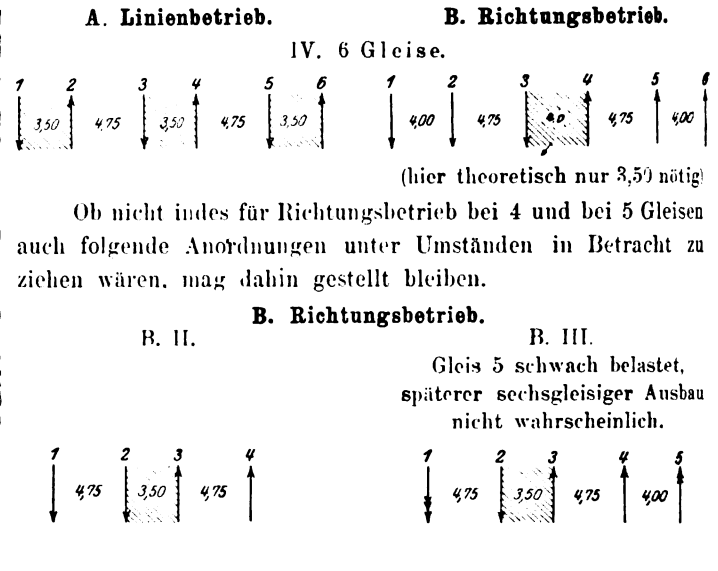 A. Linienbetrieb. B. Richtungsbetrieb.
IV. 6 Gleise.
1 2 3 4 5 6 1 2 3 4 5 6
3,50 4,75 3,50 4,75 3,50 4,00 4,75 4,75 4,00
(hier theoretisch nur 3,50 nötig)
Ob nicht indes für Richtungsbetrieb bei 4 und bei 5 Gleisen
auch folgende Anordnungen unter Umständen in Betracht zu
ziehen wären, mag dahin gestellt bleiben.
B. Richtungsbetrieb.
B. II. B. III.
Gleis 5 schwach belastet,
späterer sechsgleisiger Ausbau
nicht wahrscheinlich.
1 2 3 4 1 2 3 4 5
4,75 3,50 4,75 4,75 3,50 4,75 4,00